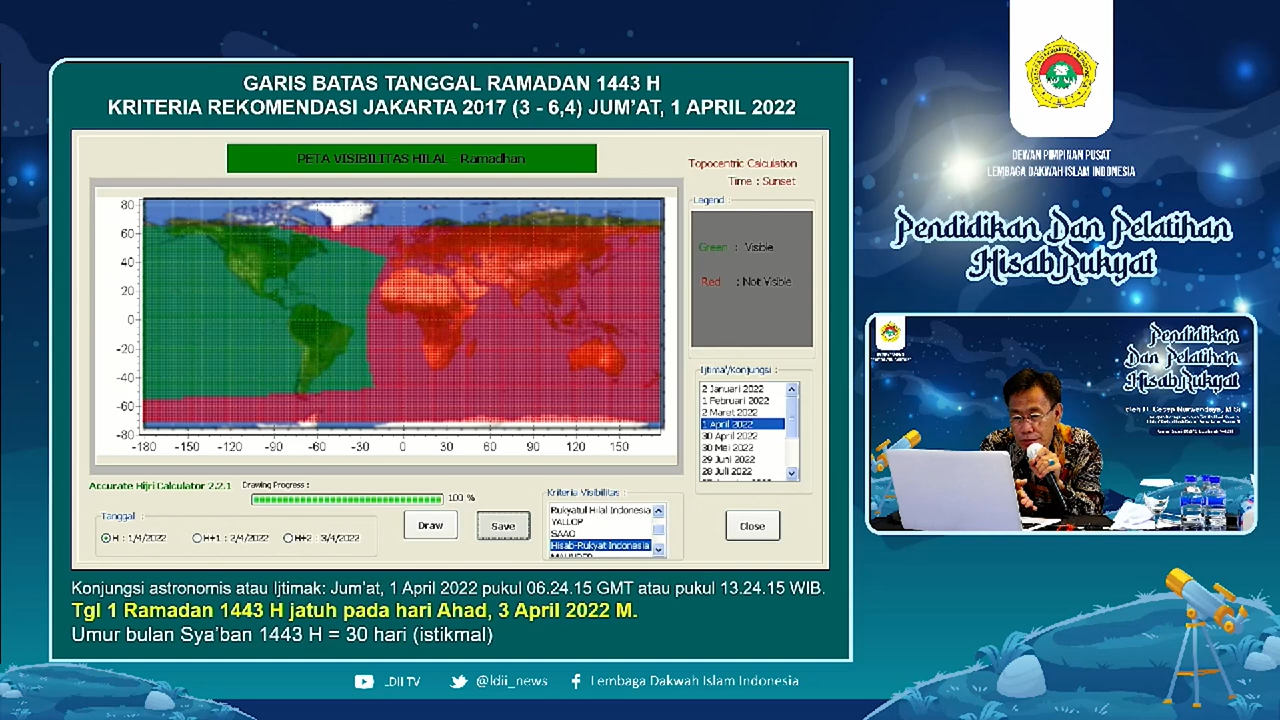 GARIS BATAS TANGGAL RAMADAN 1443 H
KRITERIA REKOMENDASI JAKARTA 2017 (3 - 6,4) JUM'AT, 1 APRIL 2022
PETA VISIBILITAS HILAL - Ramadhan
Topocentric Calculation
Time : Sunset
Legend :
Green : Visible
Red : Not Visible
80
60
40
20
0
-20
-40
-60
-80
-180 -150 -120 -90 -60 -30 0 30 60 90 120 150
Ijtima'/Konjungsi :
2 Januari 2022
1 Februari 2022
2 Maret 2022
1 April 2022
30 April 2022
30 Mei 2022
29 Juni 2022
28 Juli 2022
Accurate Hijri Calculator 2.2.1
Drawing Progress :
100 %
Tanggal :
H : 1/4/2022
H+1 : 2/4/2022
H+2 : 3/4/2022
Draw
Save
Kriteria Visibilitas :
Rukyatul Hilal Indonesia
YALLOP
SAAO
Hisab-Rukyat Indonesia
Close
Konjungsi astronomis atau Ijtimak: Jum'at, 1 April 2022 pukul 06.24.15 GMT atau pukul 13.24.15 WIB.
Tgl 1 Ramadan 1443 H jatuh pada hari Ahad, 3 April 2022 M.
Umur bulan Sya'ban 1443 H = 30 hari (istikmal)
LDII TV
@ldii_news
Lembaga Dakwah Islam Indonesia
DEWAN PIMPINAN PUSAT
LEMBAGA DAKWAH ISLAM INDONESIA
Pendidikan Dan Pelatihan
Hisab Rukyat
Pendidikan
Dan Pelatihan
Hisab Rukyat